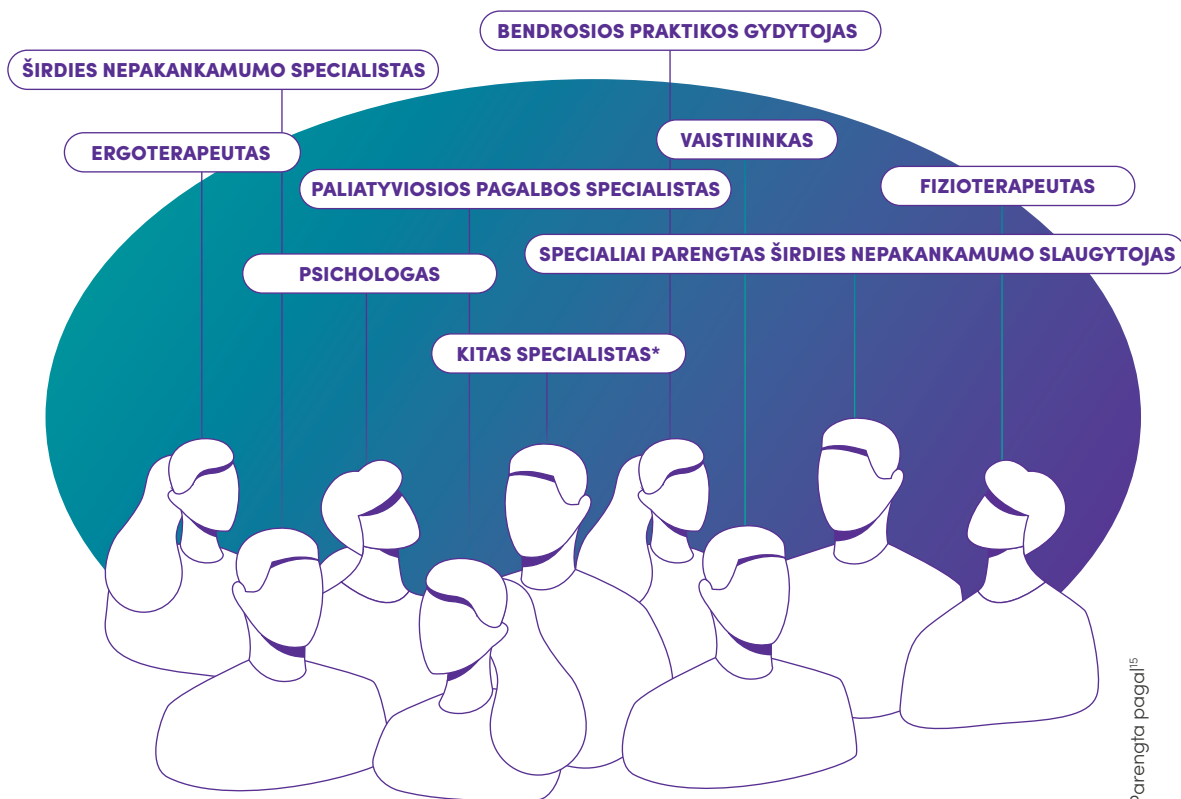 BENDROSIOS PRAKTIKOS GYDYTOJAS
ŠIRDIES NEPAKANKAMUMO SPECIALISTAS
VAISTININKAS
ERGOTERAPEUTAS
PALIATYVIOSIOS PAGALBOS SPECIALISTAS
FIZIOTERAPEUTAS
SPECIALIAI PARENGTAS ŠIRDIES NEPAKANKAMUMO SLAUGYTOJAS
PSICHOLOGAS
KITAS SPECIALISTAS*
Parengta pagal¹⁵